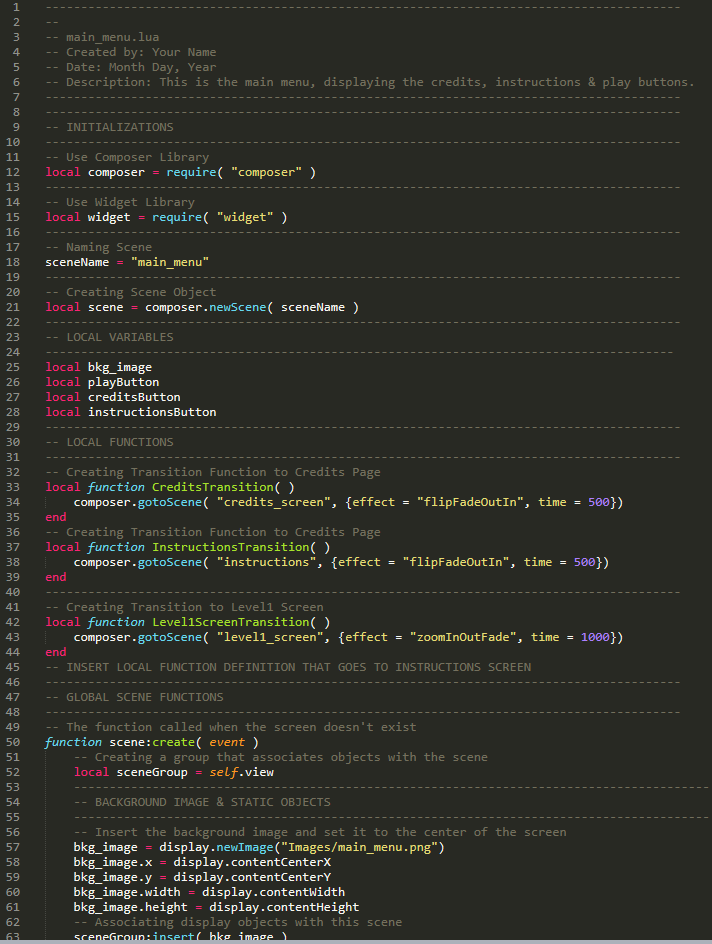 1 -----------------------------------------------------------------------------------------
2 --
3 -- main_menu.lua
4 -- Created by: Your Name
5 -- Date: Month Day, Year
6 -- Description: This is the main menu, displaying the credits, instructions & play buttons.
7 -----------------------------------------------------------------------------------------
8 -----------------------------------------------------------------------------------------
9 -- INITIALIZATIONS
10 -----------------------------------------------------------------------------------------
11 -- Use Composer Library
12 local composer = require( "composer" )
13 -----------------------------------------------------------------------------------------
14 -- Use Widget Library
15 local widget = require( "widget" )
16 -----------------------------------------------------------------------------------------
17 -- Naming Scene
18 sceneName = "main_menu"
19 -----------------------------------------------------------------------------------------
20 -- Creating Scene Object
21 local scene = composer.newScene( sceneName )
22 -----------------------------------------------------------------------------------------
23 -- LOCAL VARIABLES
24 ----------------------------------------------------------------------------------------
25 local bkg_image
26 local playButton
27 local creditsButton
28 local instructionsButton
29 -----------------------------------------------------------------------------------------
30 -- LOCAL FUNCTIONS
31 -----------------------------------------------------------------------------------------
32 -- Creating Transition Function to Credits Page
33 local function CreditsTransition( )
34     composer.gotoScene( "credits_screen", {effect = "flipFadeOutIn", time = 500})
35 end
36 -- Creating Transition Function to Credits Page
37 local function InstructionsTransition( )
38     composer.gotoScene( "instructions", {effect = "flipFadeOutIn", time = 500})
39 end
40 -----------------------------------------------------------------------------------------
41 -- Creating Transition to Level1 Screen
42 local function Level1ScreenTransition( )
43     composer.gotoScene( "level1_screen", {effect = "zoomInOutFade", time = 1000})
44 end
45 -- INSERT LOCAL FUNCTION DEFINITION THAT GOES TO INSTRUCTIONS SCREEN
46 -----------------------------------------------------------------------------------------
47 -- GLOBAL SCENE FUNCTIONS
48 -----------------------------------------------------------------------------------------
49 -- The function called when the screen doesn't exist
50 function scene:create( event )
51     -- Creating a group that associates objects with the scene
52     local sceneGroup = self.view
53     -----------------------------------------------------------------------------------------
54     -- BACKGROUND IMAGE & STATIC OBJECTS
55     -----------------------------------------------------------------------------------------
56     -- Insert the background image and set it to the center of the screen
57     bkg_image = display.newImage("Images/main_menu.png")
58     bkg_image.x = display.contentCenterX
59     bkg_image.y = display.contentCenterY
60     bkg_image.width = display.contentWidth
61     bkg_image.height = display.contentHeight
62     -- Associating display objects with this scene
63     sceneGroup:insert( bkg_image )